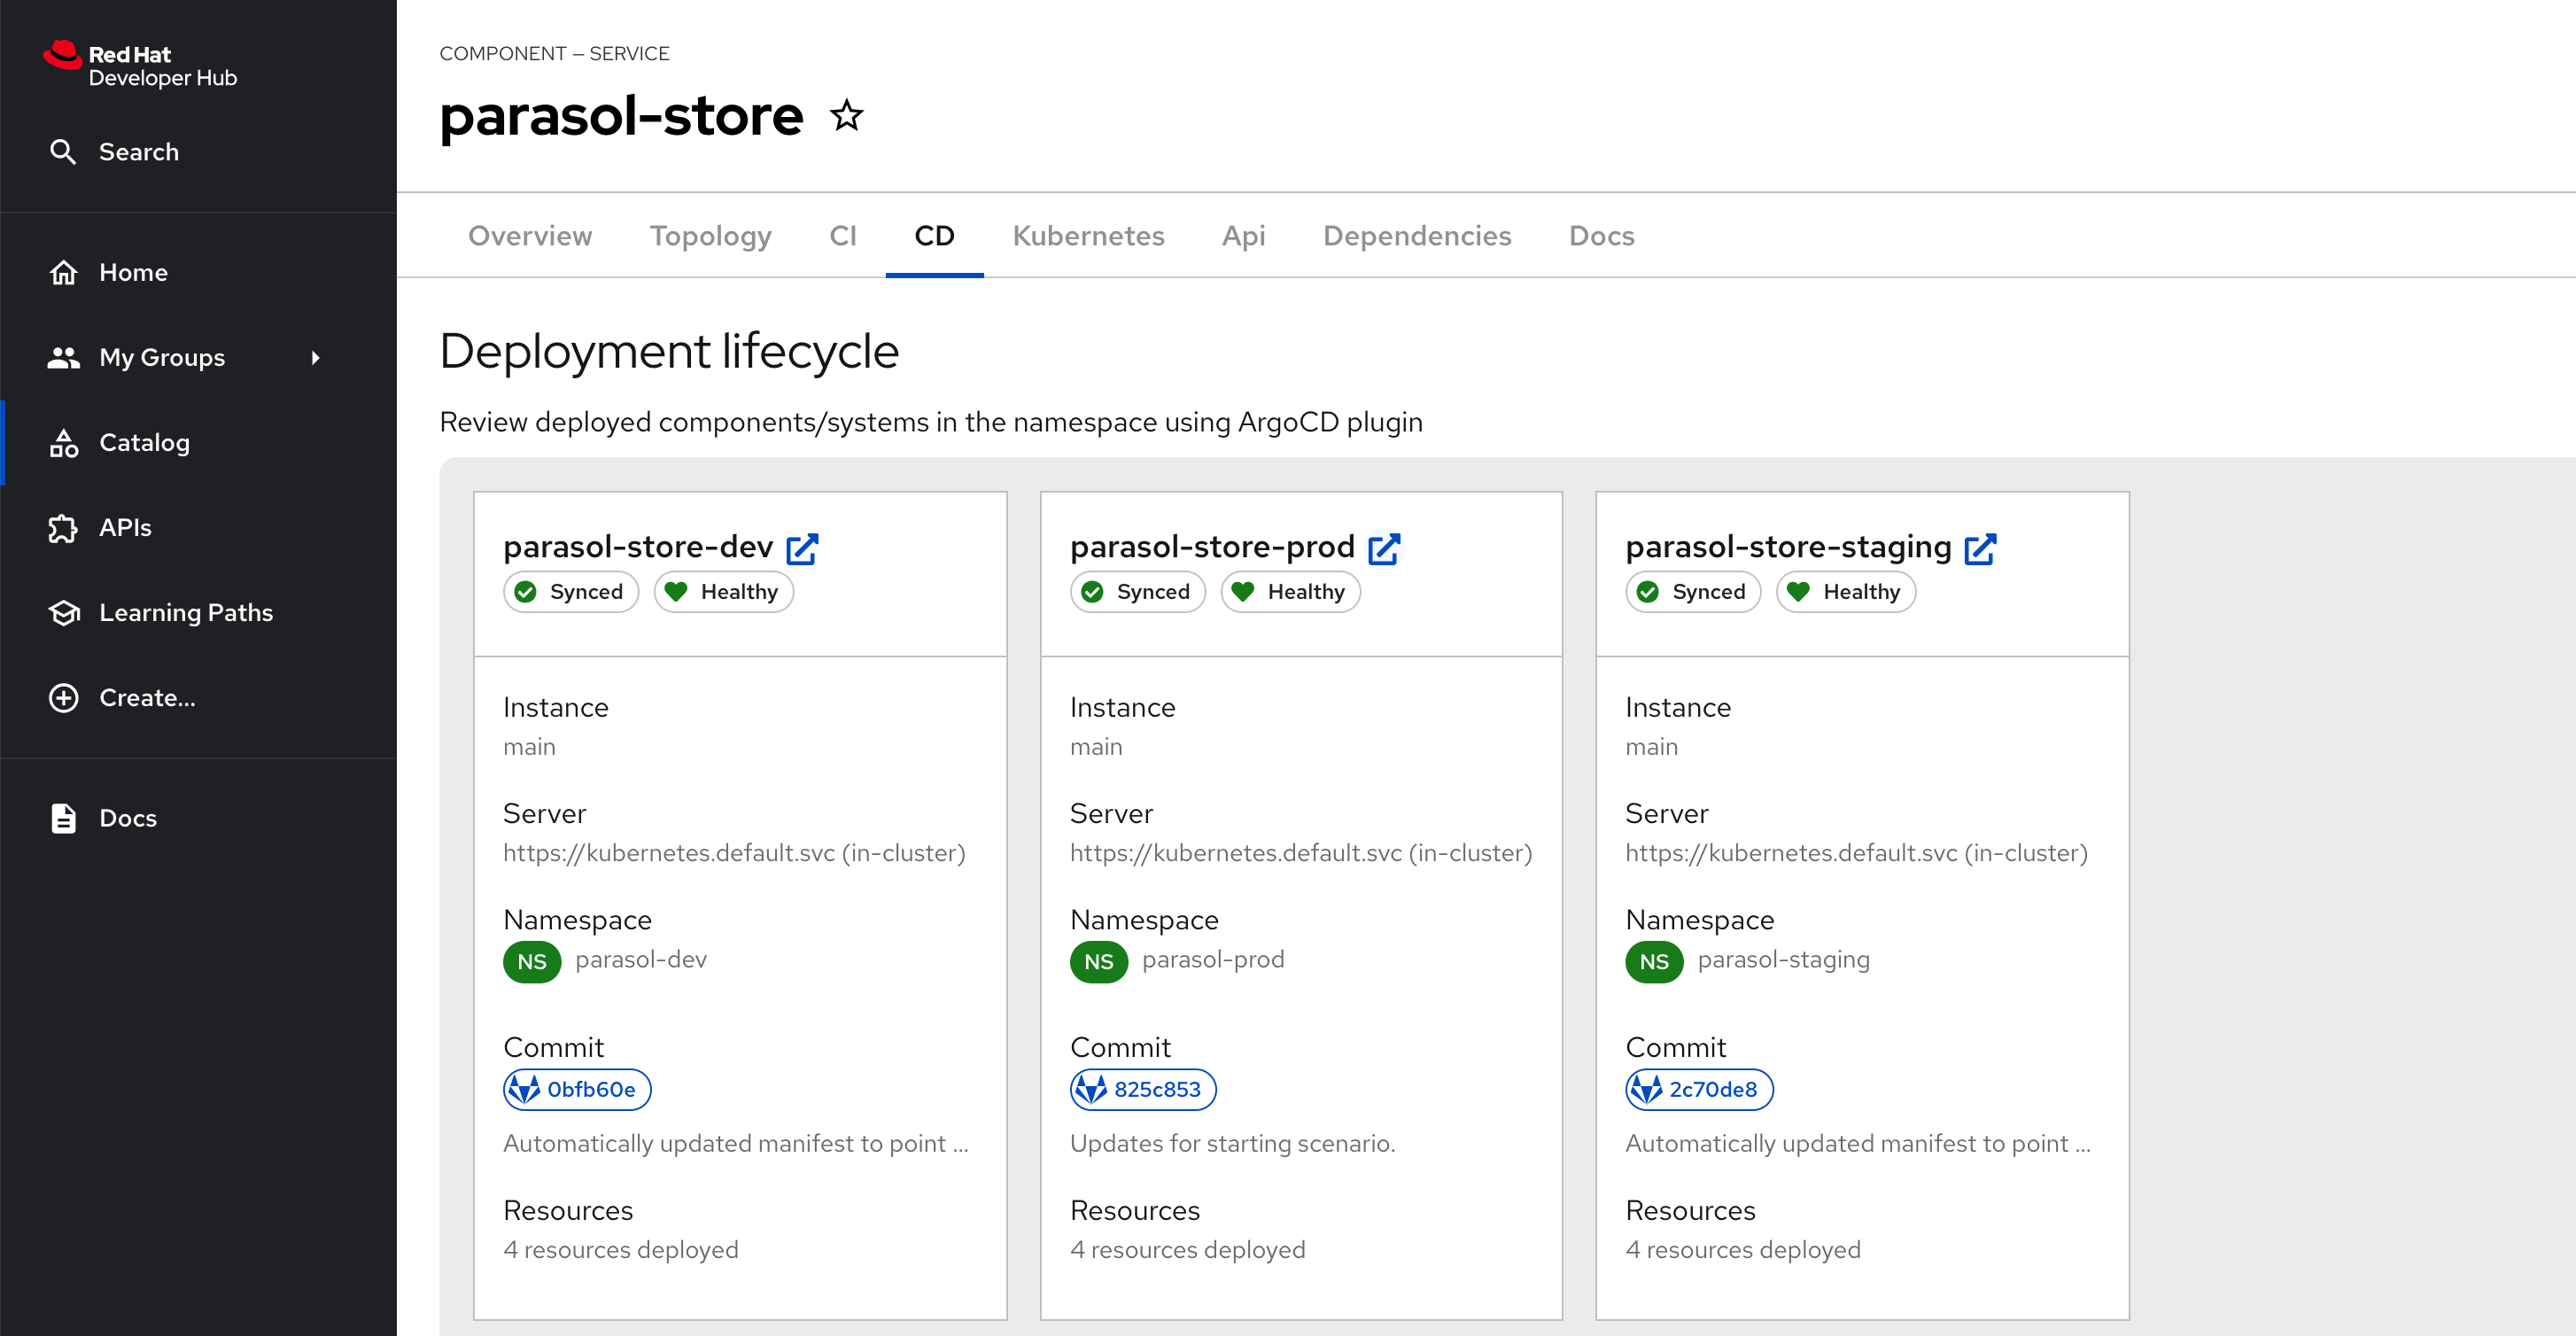 Red Hat
Developer Hub
Search
Home
My Groups
Catalog
APIs
Learning Paths
Create...
Docs
COMPONENT — SERVICE
parasol-store
Overview Topology CI CD Kubernetes Api Dependencies Docs
Deployment lifecycle
Review deployed components/systems in the namespace using ArgoCD plugin
parasol-store-dev
Synced Healthy
Instance
main
Server
https://kubernetes.default.svc (in-cluster)
Namespace
NS parasol-dev
Commit
0bfb60e
Automatically updated manifest to point ...
Resources
4 resources deployed
parasol-store-prod
Synced Healthy
Instance
main
Server
https://kubernetes.default.svc (in-cluster)
Namespace
NS parasol-prod
Commit
825c853
Updates for starting scenario.
Resources
4 resources deployed
parasol-store-staging
Synced Healthy
Instance
main
Server
https://kubernetes.default.svc (in-cluster)
Namespace
NS parasol-staging
Commit
2c70de8
Automatically updated manifest to point ...
Resources
4 resources deployed